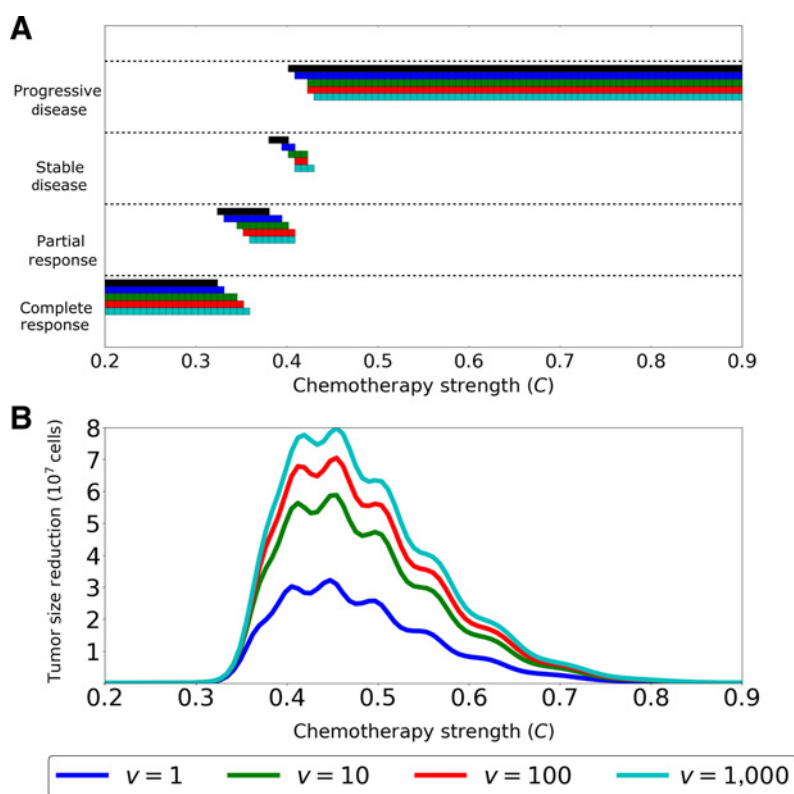 A
Progressive
disease
Stable
disease
Partial
response
Complete
response
0.2 0.3 0.4 0.5 0.6 0.7 0.8 0.9
Chemotherapy strength (C)
B
Tumor size reduction (10⁷ cells)
8
7
6
5
4
3
2
1
0.2 0.3 0.4 0.5 0.6 0.7 0.8 0.9
Chemotherapy strength (C)
v = 1 v = 10 v = 100 v = 1,000